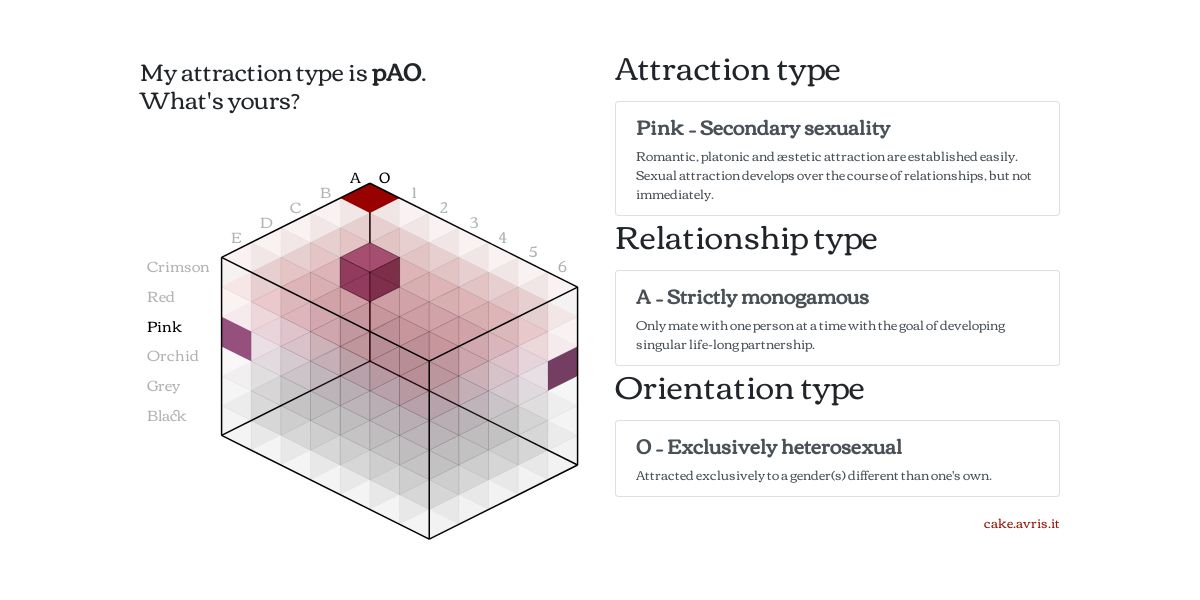 My attraction type is pAO.
What's yours?
A O
B 1
C 2
D 3
E 4
5
6
Crimson
Red
Pink
Orchid
Grey
Black
Attraction type
Pink – Secondary sexuality
Romantic, platonic and æstetic attraction are established easily.
Sexual attraction develops over the course of relationships, but not
immediately.
Relationship type
A – Strictly monogamous
Only mate with one person at a time with the goal of developing
singular life-long partnership.
Orientation type
O – Exclusively heterosexual
Attracted exclusively to a gender(s) different than one's own.
cake.avris.it